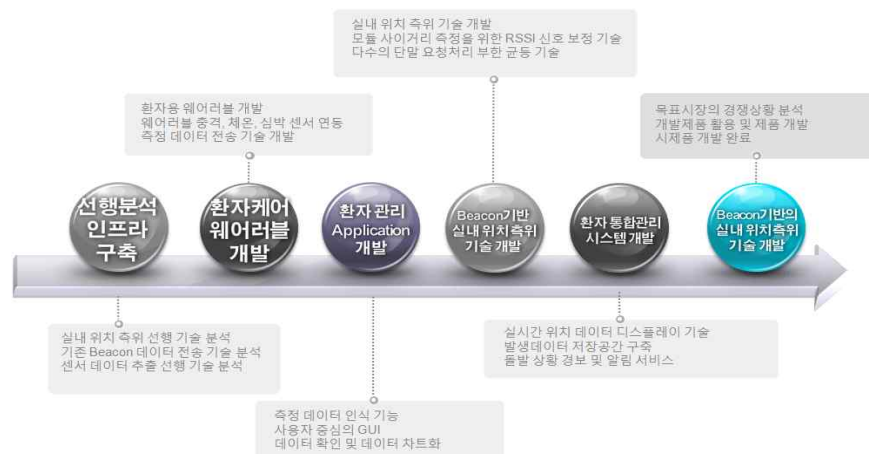 실내 위치 측위 기술 개발
모듈 사이거리 측정을 위한 RSSI 신호 보정 기술
다수의 단말 요청처리 부한 균등 기술
환자용 웨어러블 개발
웨어러블 충격, 체온, 심박 센서 연동
측정 데이터 전송 기술 개발
목표시장의 경쟁상황 분석
개발제품 활용 및 제품 개발
시제품 개발 완료
선행분석
인프라
구축
환자케어
웨어러블
개발
환자 관리
Application
개발
Beacon기반
실내 위치측위
기술 개발
환자 통합관리
시스템 개발
Beacon기반의
실내 위치측위
기술 개발
실내 위치 측위 선행 기술 분석
기존 Beacon 데이터 전송 기술 분석
센서 데이터 추출 선행 기술 분석
실시간 위치 데이터 디스플레이 기술
발생데이터 저장공간 구축
돌발 상황 경보 및 알림 서비스
측정 데이터 인식 기능
사용자 중심의 GUI
데이터 확인 및 데이터 차트화